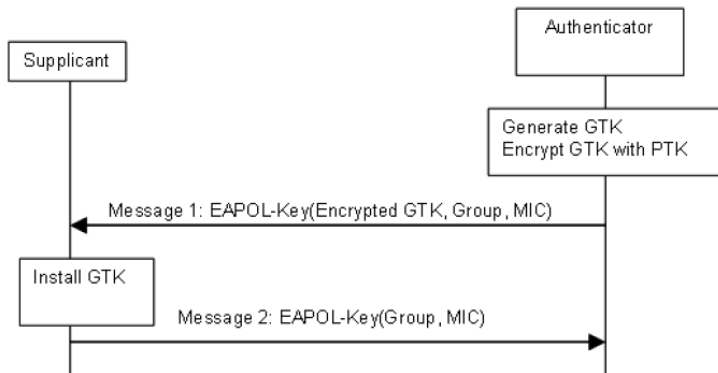 Authenticator
Supplicant
Generate GTK
Encrypt GTK with PTK
Message 1: EAPOL-Key(Encrypted GTK, Group, MIC)
Install GTK
Message 2: EAPOL-Key(Group, MIC)